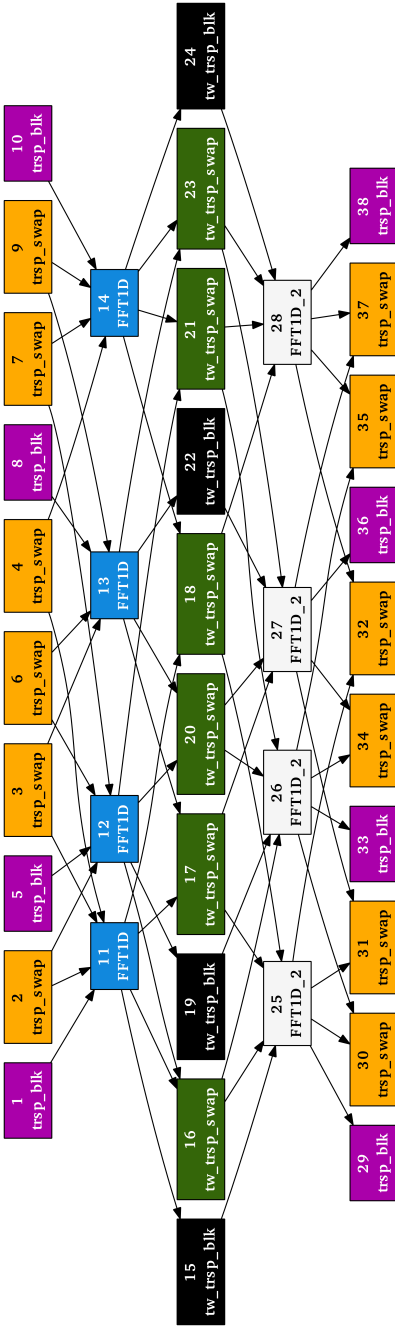 1
trsp_blk
2
trsp_swap
5
trsp_blk
3
trsp_swap
6
trsp_swap
4
trsp_swap
8
trsp_blk
7
trsp_swap
9
trsp_swap
10
trsp_blk
11
FFT1D
12
FFT1D
13
FFT1D
14
FFT1D
15
tw_trsp_blk
16
tw_trsp_swap
19
tw_trsp_blk
17
tw_trsp_swap
20
tw_trsp_swap
18
tw_trsp_swap
22
tw_trsp_blk
21
tw_trsp_swap
23
tw_trsp_swap
24
tw_trsp_blk
25
FFT1D_2
26
FFT1D_2
27
FFT1D_2
28
FFT1D_2
29
trsp_blk
30
trsp_swap
31
trsp_swap
33
trsp_blk
34
trsp_swap
32
trsp_swap
36
trsp_blk
35
trsp_swap
37
trsp_swap
38
trsp_blk